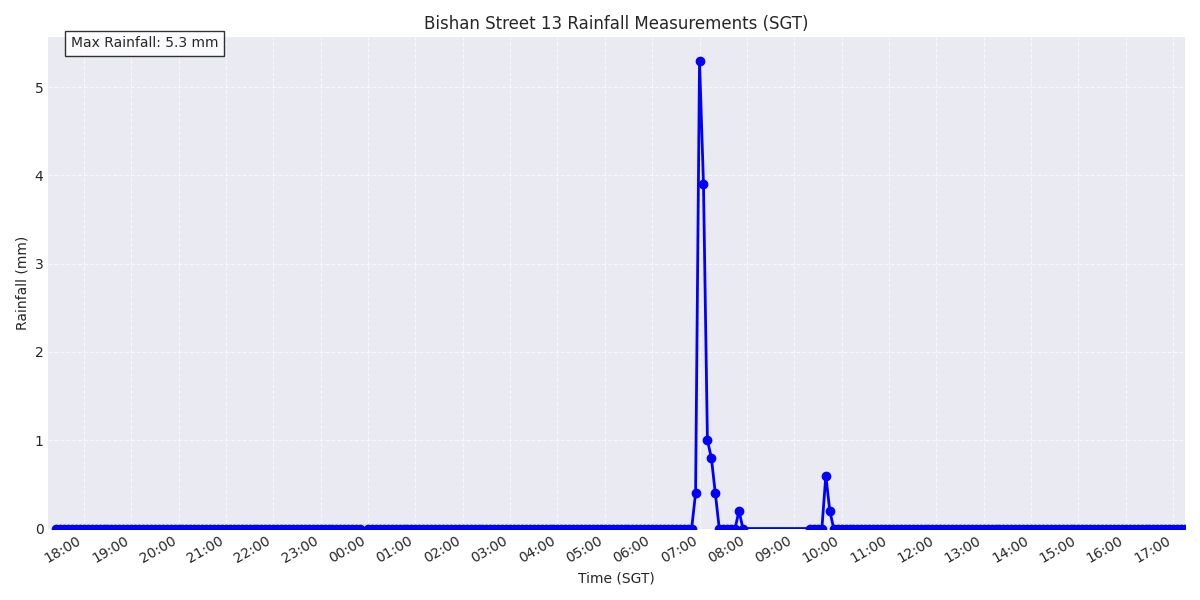 Bishan Street 13 Rainfall Measurements (SGT)
Max Rainfall: 5.3 mm
Rainfall (mm)
5
4
3
2
1
0
18:00 19:00 20:00 21:00 22:00 23:00 00:00 01:00 02:00 03:00 04:00 05:00 06:00 07:00 08:00 09:00 10:00 11:00 12:00 13:00 14:00 15:00 16:00 17:00
Time (SGT)